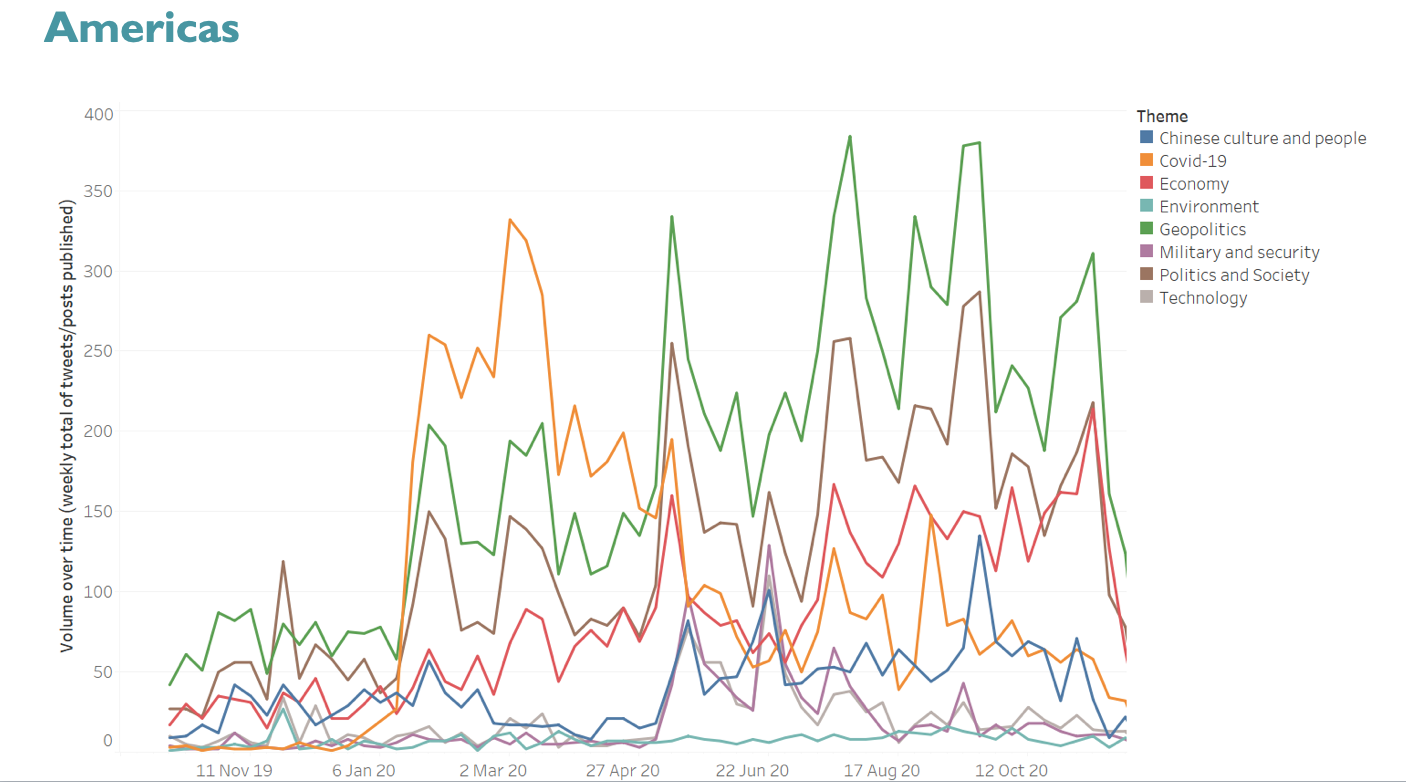 Americas
Volume over time (weekly total of tweets/posts published)
400
350
300
250
200
150
100
50
0
11 Nov 19
6 Jan 20
2 Mar 20
27 Apr 20
22 Jun 20
17 Aug 20
12 Oct 20
Theme
Chinese culture and people
Covid-19
Economy
Environment
Geopolitics
Military and security
Politics and Society
Technology